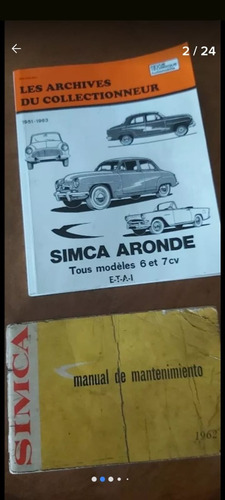 2 / 24
LES ARCHIVES
DU COLLECTIONNEUR
1951-1963
SIMCA ARONDE
Tous modèles 6 et 7cv
E-T-A-I
SIMCA
manual de mantenimiento
1962